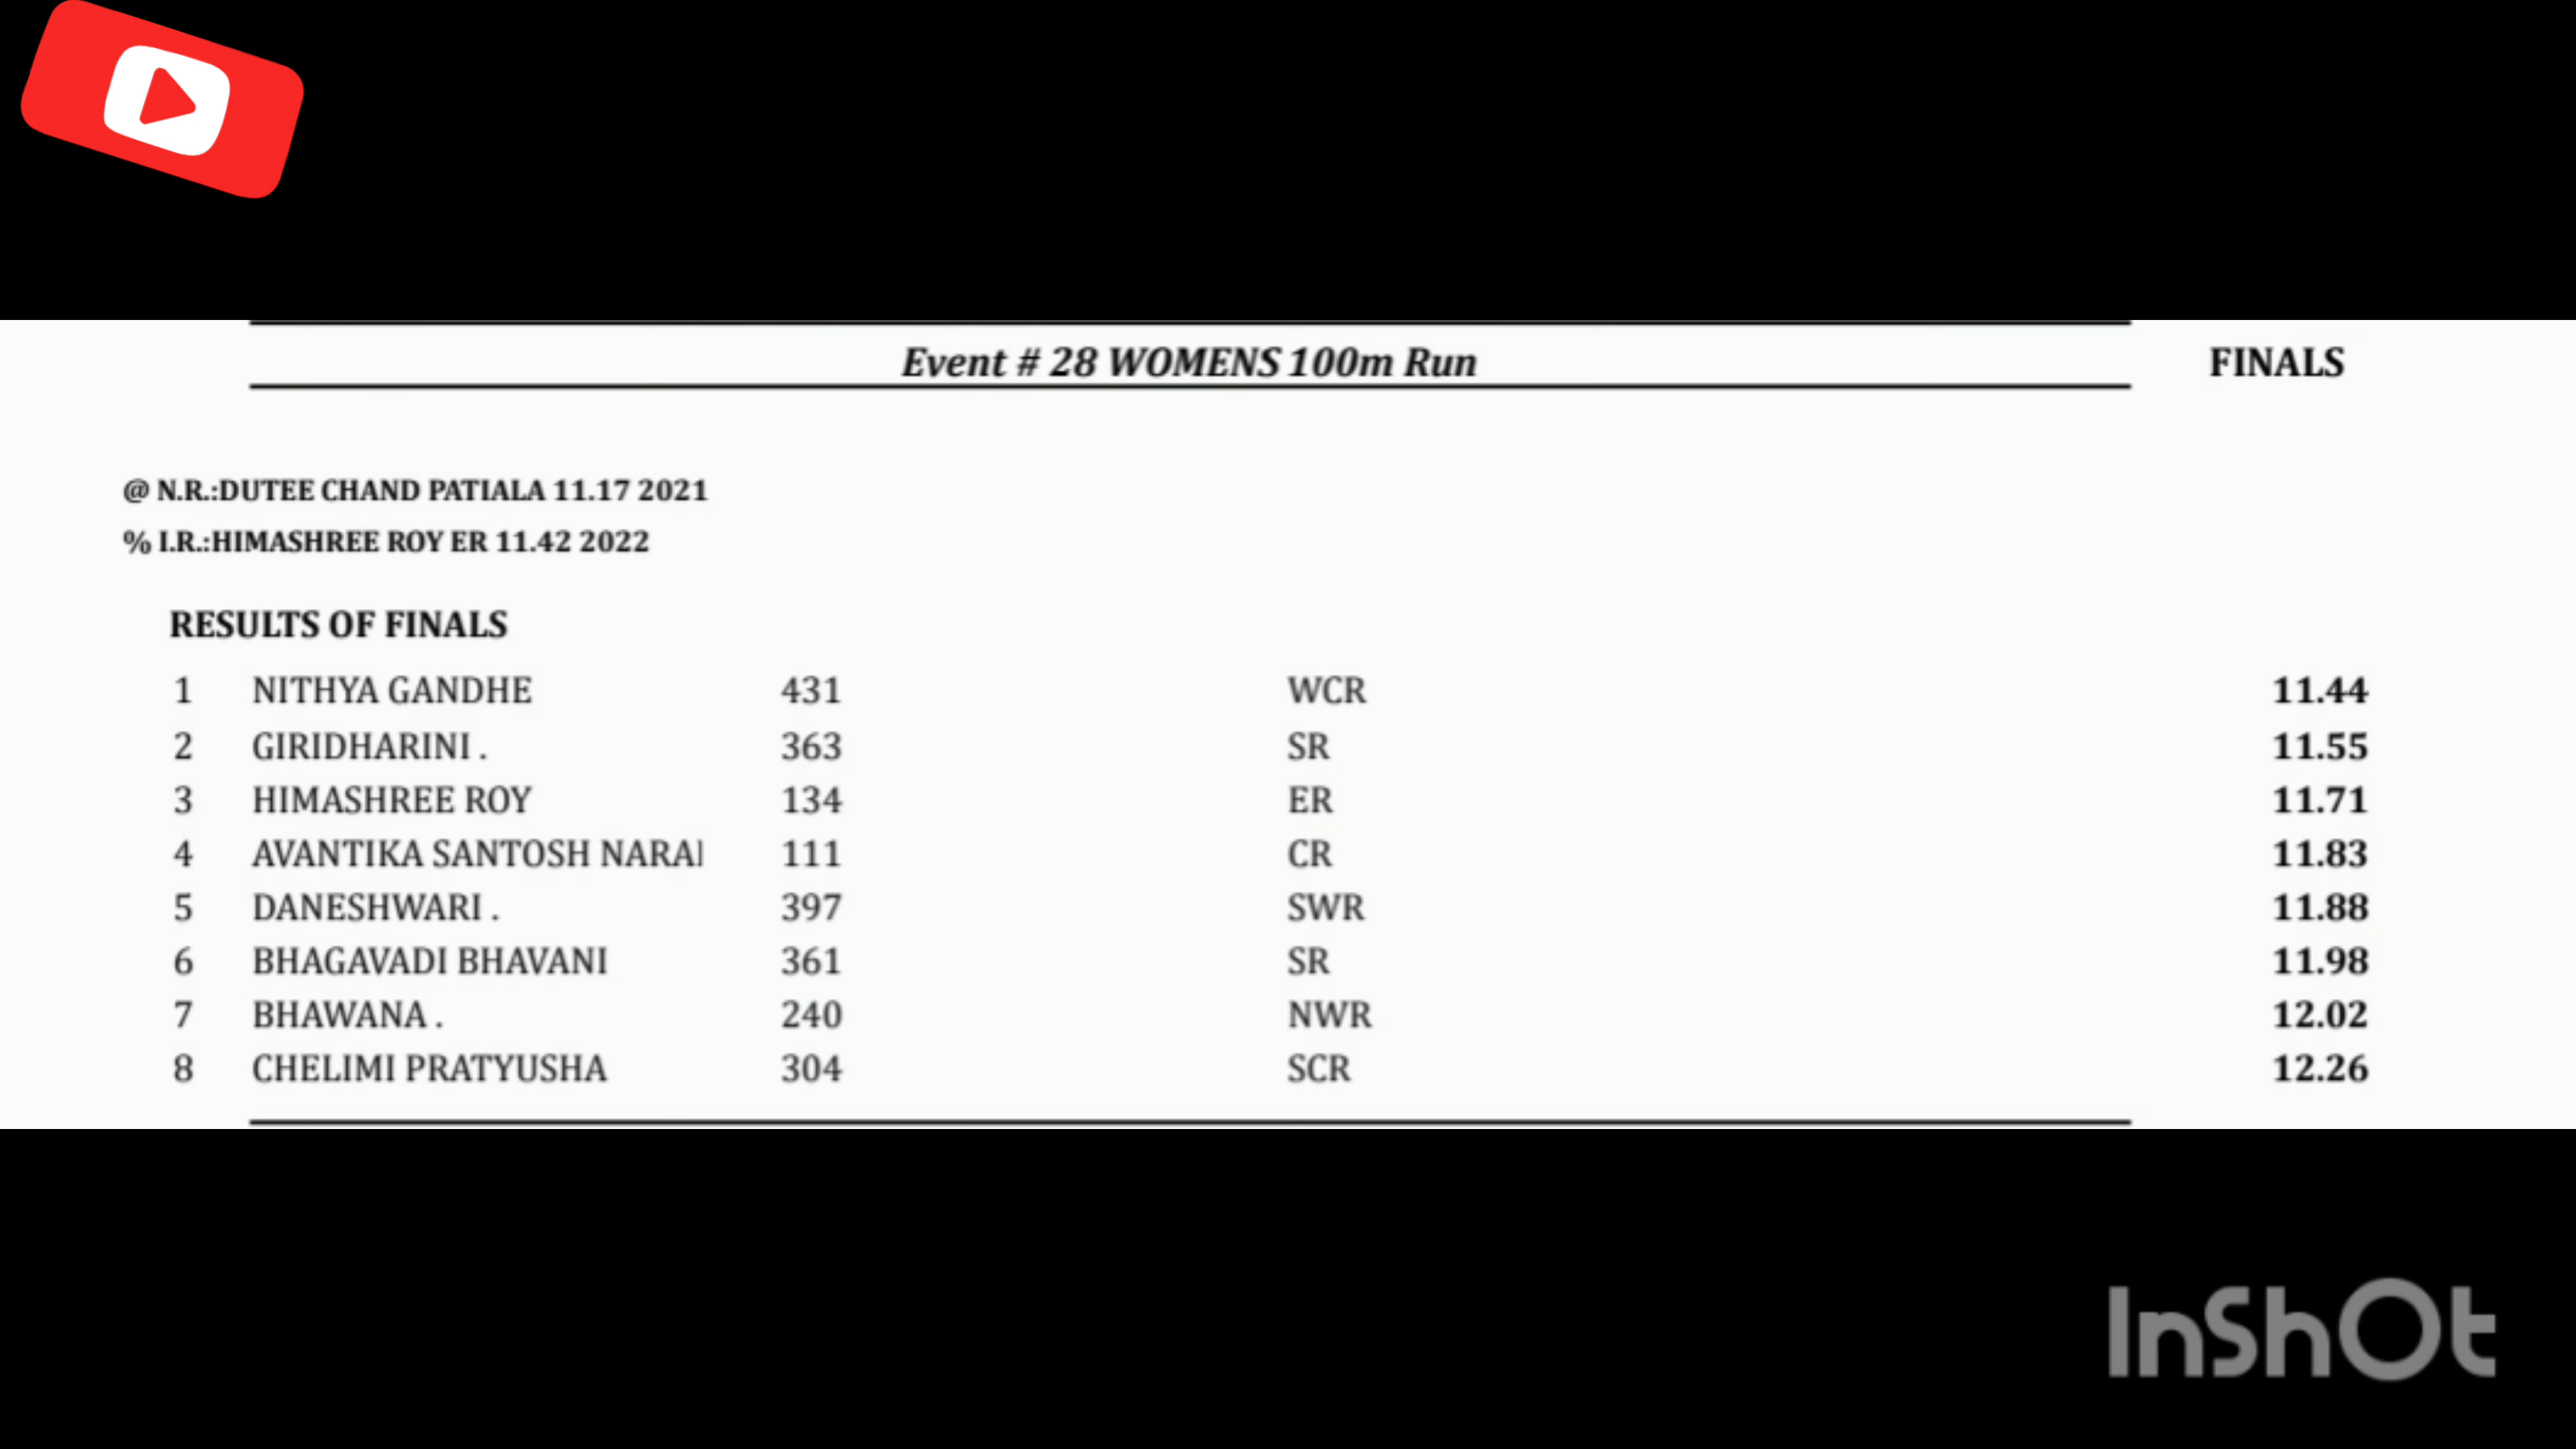 Event # 28 WOMENS 100m Run FINALS
@ N.R.:DUTEE CHAND PATIALA 11.17 2021
% I.R.:HIMASHREE ROY ER 11.42 2022
RESULTS OF FINALS
1 NITHYA GANDHE 431 WCR 11.44
2 GIRIDHARINI . 363 SR 11.55
3 HIMASHREE ROY 134 ER 11.71
4 AVANTIKA SANTOSH 111 CR 11.83
5 DANESHWARI . 397 SWR 11.88
6 BHAGAVADI BHAVANI 361 SR 11.98
7 BHAWANA . 240 NWR 12.02
8 CHELIMI PRATYUSHA 304 SCR 12.26
InShOt